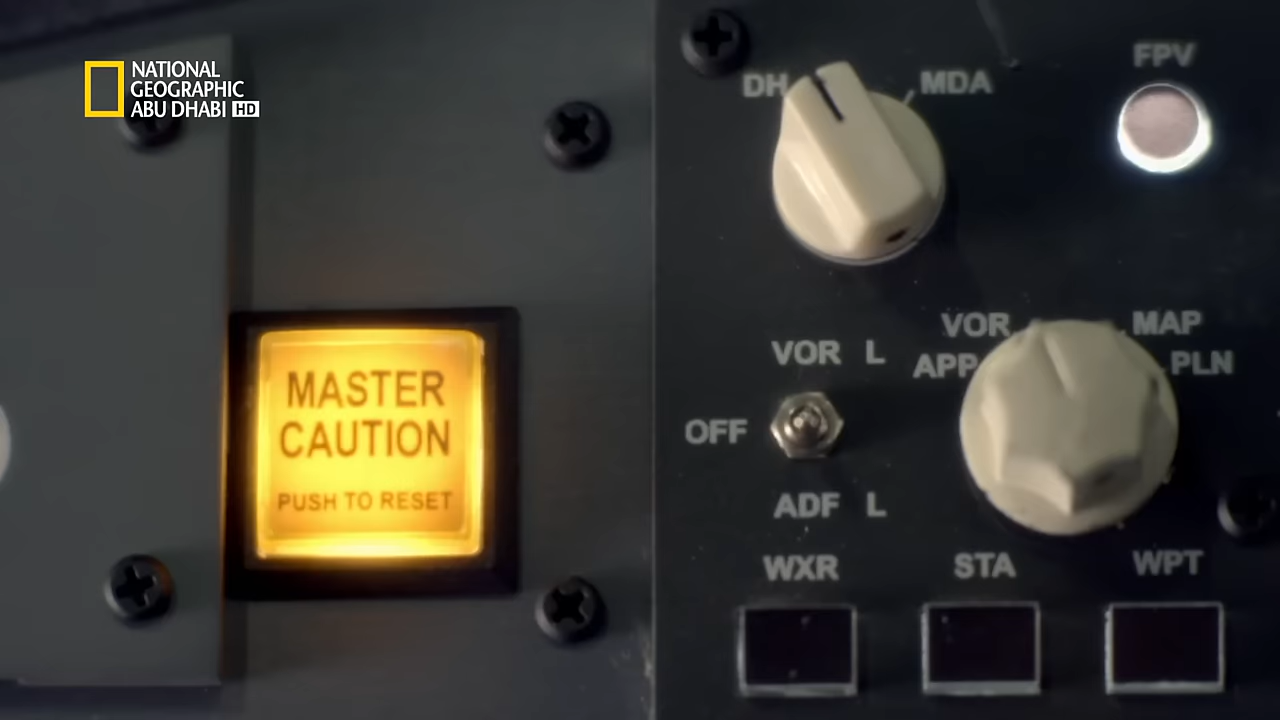 NATIONAL
GEOGRAPHIC
ABU DHABI HD
MASTER
CAUTION
PUSH TO RESET
DH
MDA
FPV
VOR L
OFF
ADF L
VOR
APP
MAP
PLN
WXR
STA
WPT